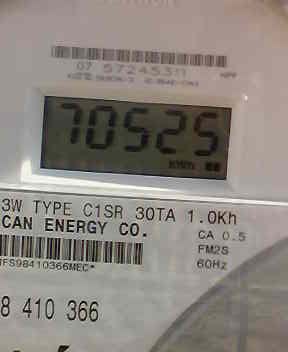 07 57245311
70525
3W TYPE C1SR 30TA 1.0Kh
CAN ENERGY CO.
CA 0.5
FM2S
60Hz
8 410 366